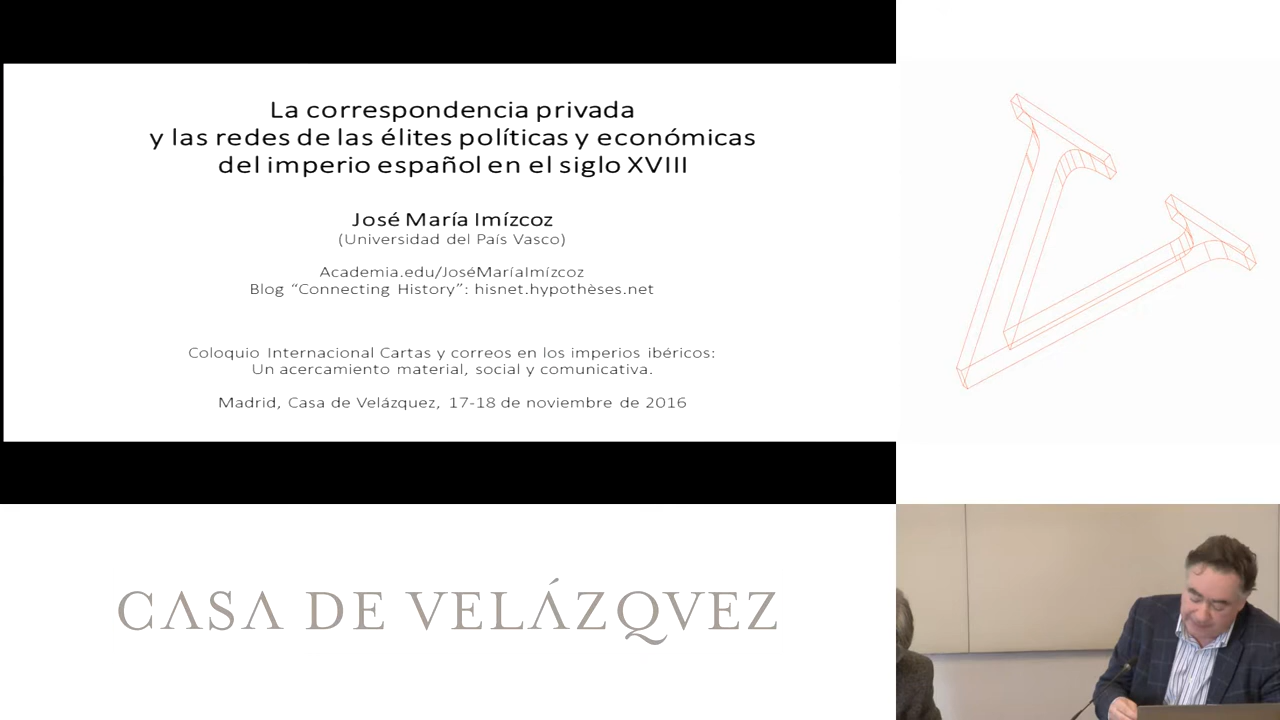 La correspondencia privada
y las redes de las élites políticas y económicas
del imperio español en el siglo XVIII
José María Imízcoz
(Universidad del País Vasco)
Academia.edu/JoséMaríaImízcoz
Blog “Connecting History”: hisnet.hypothèses.net
Coloquio Internacional Cartas y correos en los imperios ibéricos:
Un acercamiento material, social y comunicativa.
Madrid, Casa de Velázquez, 17-18 de noviembre de 2016
CASA DE VELÁZQVEZ